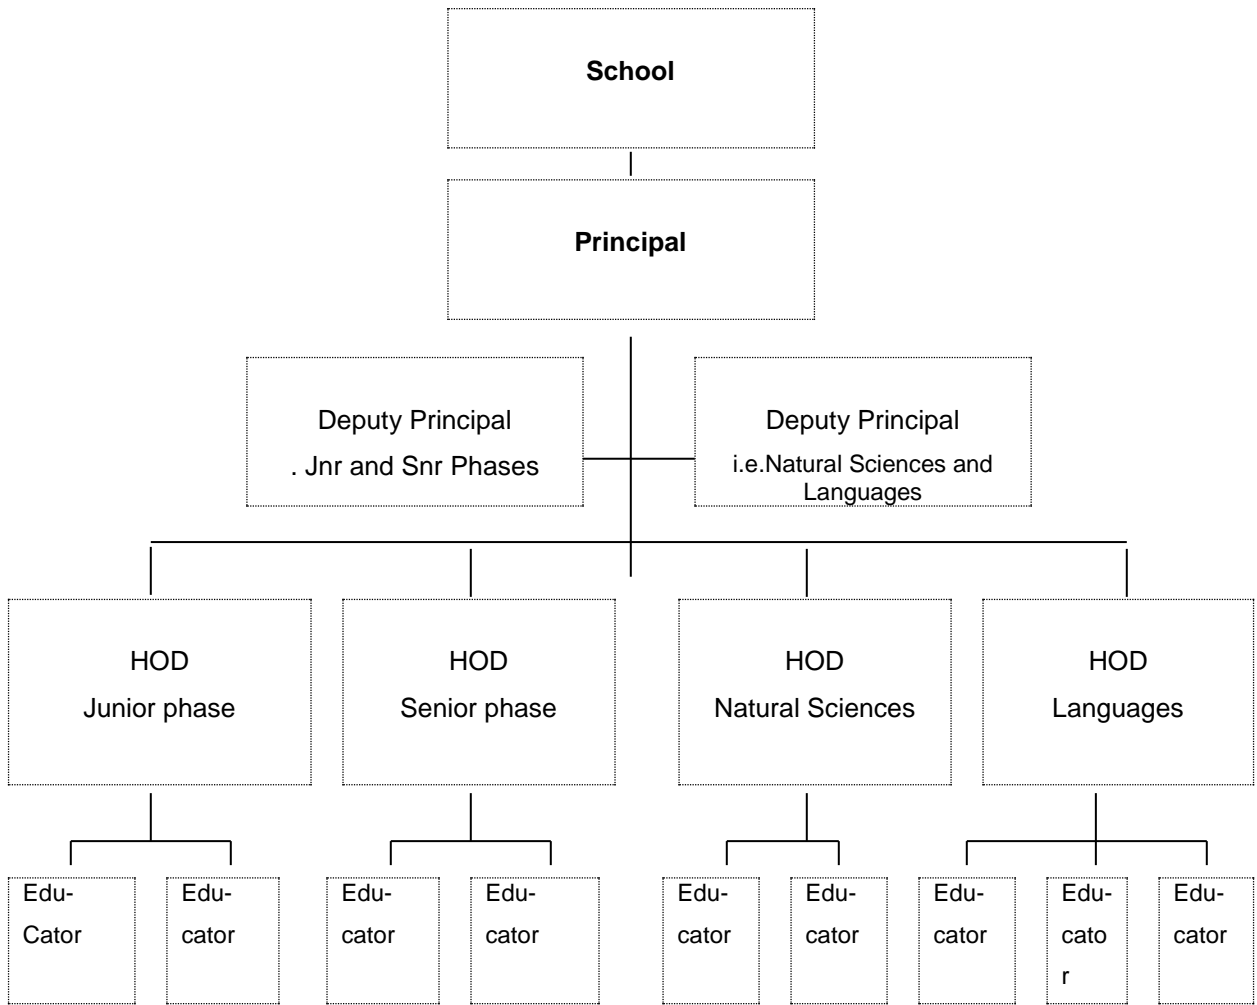 School
Principal
Deputy Principal
. Jnr and Snr Phases
Deputy Principal
i.e.Natural Sciences and
Languages
HOD
Junior phase
HOD
Senior phase
HOD
Natural Sciences
HOD
Languages
Edu-
Cator
Edu-
cator
Edu-
cator
Edu-
cator
Edu-
cator
Edu-
cator
Edu-
cator
Edu-
cato
r
Edu-
cator